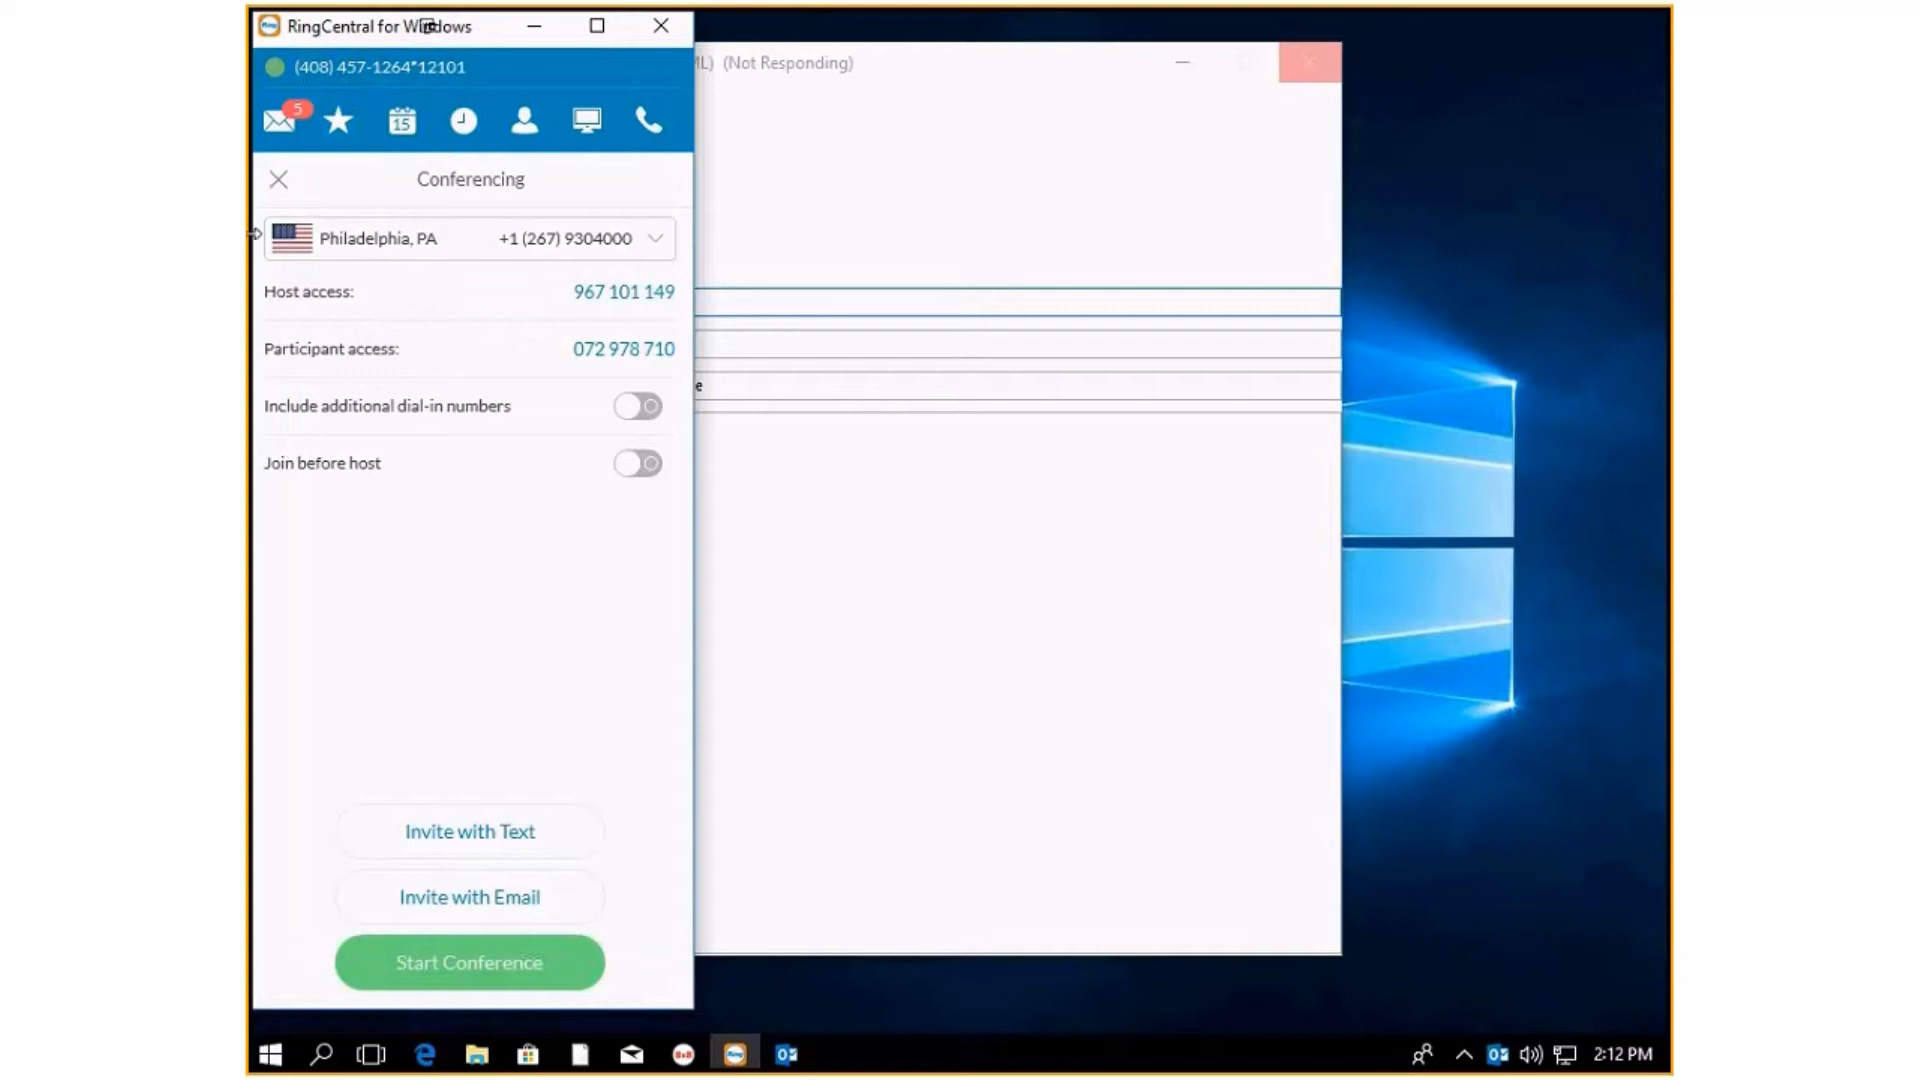 RingCentral for Windows
(408) 457-1264*12101
5
15
Conferencing
Philadelphia, PA +1 (267) 9304000
Host access: 967 101 149
Participant access: 072 978 710
Include additional dial-in numbers
Join before host
Invite with Text
Invite with Email
Start Conference
ML) (Not Responding)
e
2:12 PM